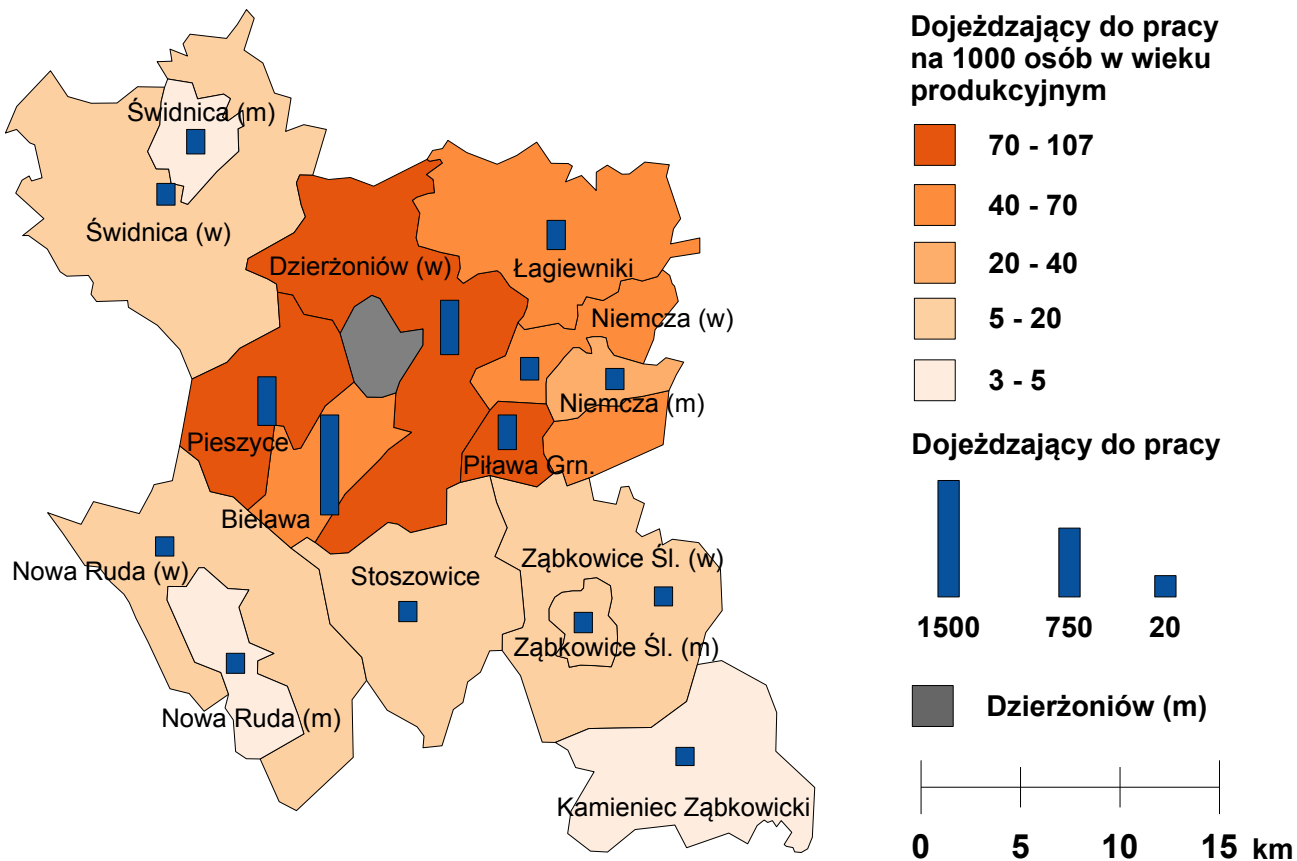 Świdnica (m)
Świdnica (w)
Dzierżoniów (w)
Łagiewniki
Niemcza (w)
Niemcza (m)
Pieszyce
Piława Grn.
Bielawa
Nowa Ruda (w)
Stoszowice
Ząbkowice Śl. (w)
Ząbkowice Śl. (m)
Nowa Ruda (m)
Kamieniec Ząbkowicki
Dojeżdzający do pracy
na 1000 osób w wieku
produkcyjnym
70 - 107
40 - 70
20 - 40
5 - 20
3 - 5
Dojeżdzający do pracy
1500 750 20
Dzierżoniów (m)
0 5 10 15 km